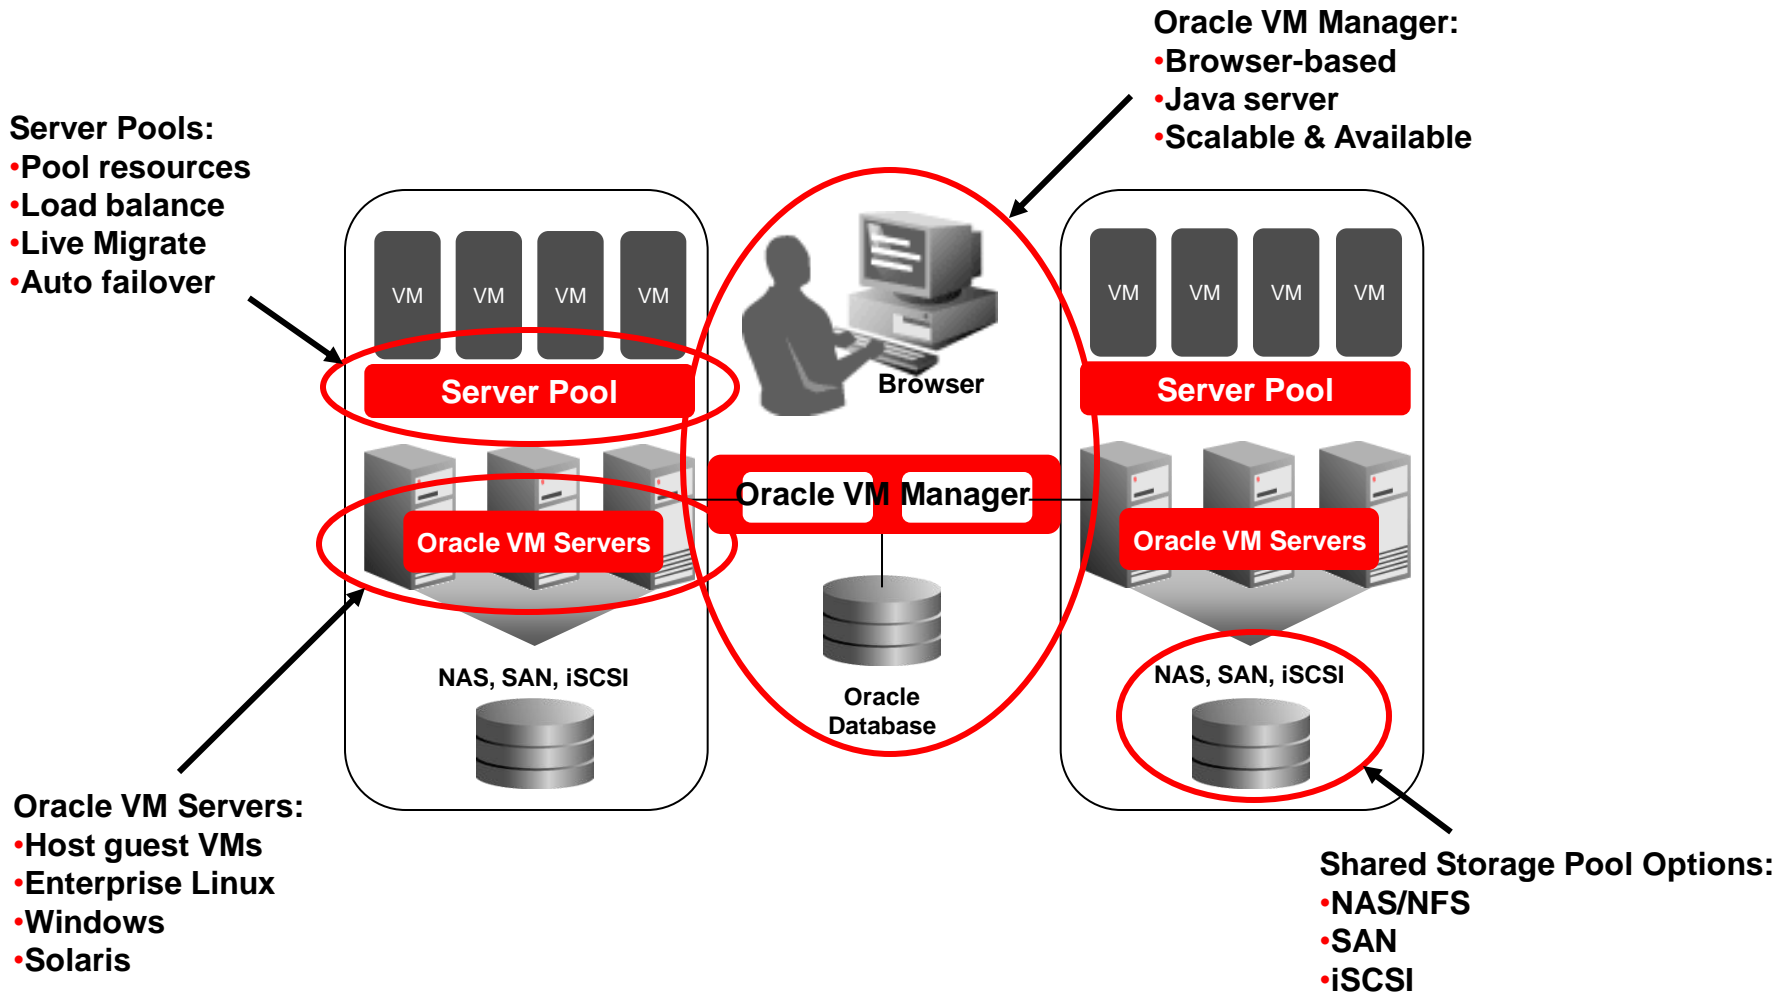 Oracle VM Manager:
•Browser-based
•Java server
•Scalable & Available
Server Pools:
•Pool resources
•Load balance
•Live Migrate
•Auto failover
VM VM VM VM
Server Pool
Oracle VM Servers
NAS, SAN, iSCSI
Browser
Oracle VM Manager
Oracle
Database
VM VM VM VM
Server Pool
Oracle VM Servers
NAS, SAN, iSCSI
Oracle VM Servers:
•Host guest VMs
•Enterprise Linux
•Windows
•Solaris
Shared Storage Pool Options:
•NAS/NFS
•SAN
•iSCSI